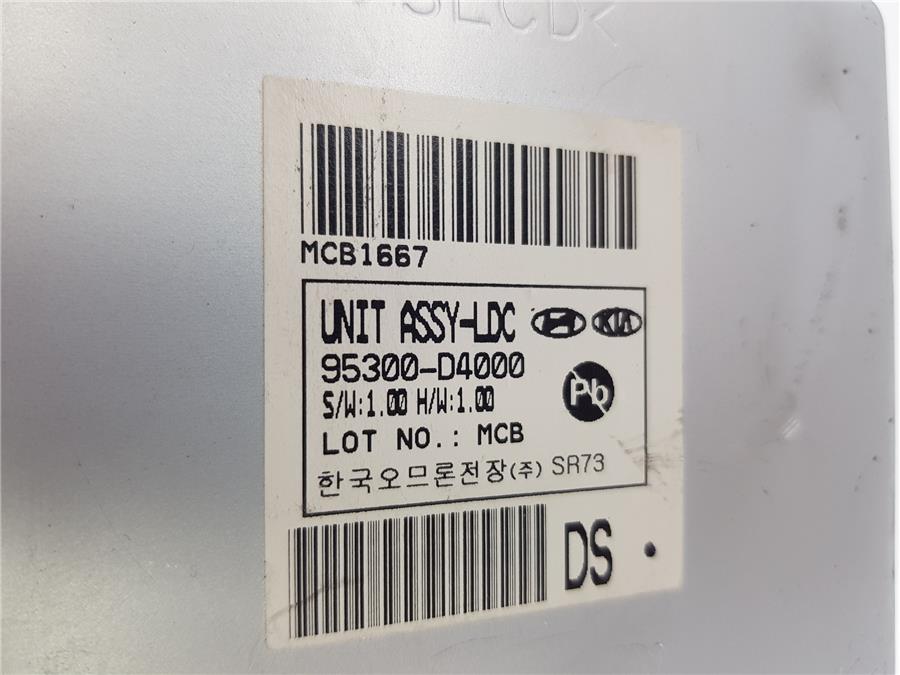 MCB1667
UNIT ASSY-LDC KIA
95300-D4000 Pb
S/W:1.00 H/W:1.00
LOT NO.: MCB
한국오므론전장(주) SR73
DS